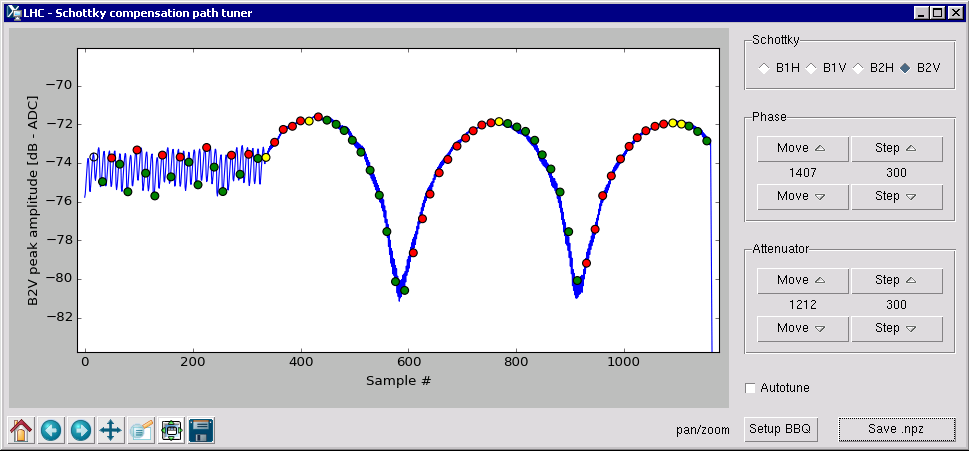 LHC - Schottky compensation path tuner
B2V peak amplitude [dB - ADC]
−70
−72
−74
−76
−78
−80
−82
0 200 400 600 800 1000
Sample #
Schottky
B1H B1V B2H B2V
Phase
Move Step
1407 300
Move Step
Attenuator
Move Step
1212 300
Move Step
Autotune
pan/zoom Setup BBQ Save .npz